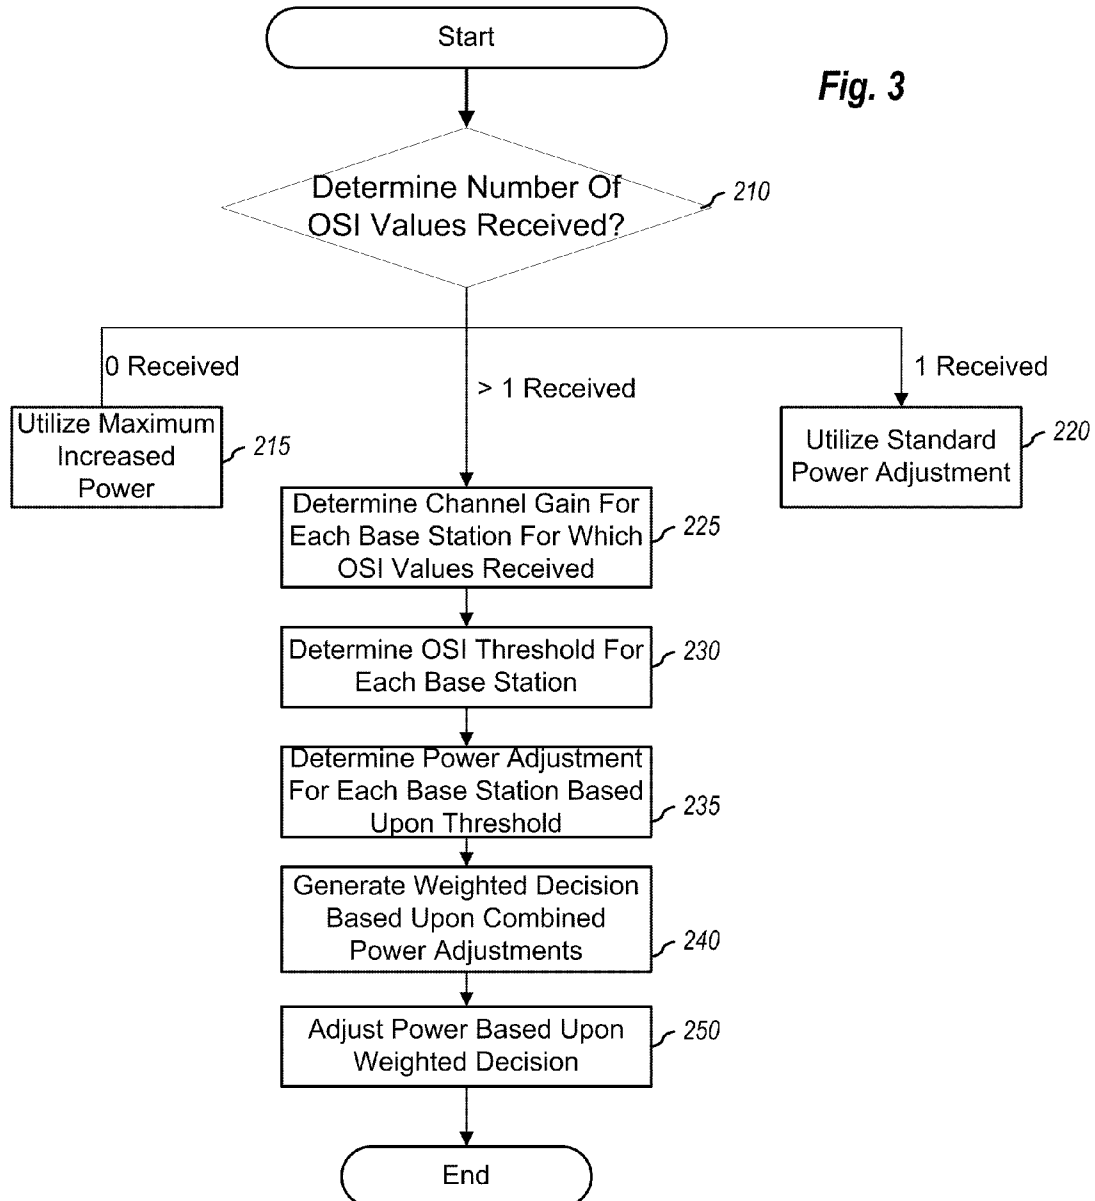 Start
Fig. 3
Determine Number Of
OSI Values Received?
210
0 Received
> 1 Received
1 Received
Utilize Maximum
Increased
Power
215
Utilize Standard
Power Adjustment
220
Determine Channel Gain For
Each Base Station For Which
OSI Values Received
225
Determine OSI Threshold For
Each Base Station
230
Determine Power Adjustment
For Each Base Station Based
Upon Threshold
235
Generate Weighted Decision
Based Upon Combined
Power Adjustments
240
Adjust Power Based Upon
Weighted Decision
250
End